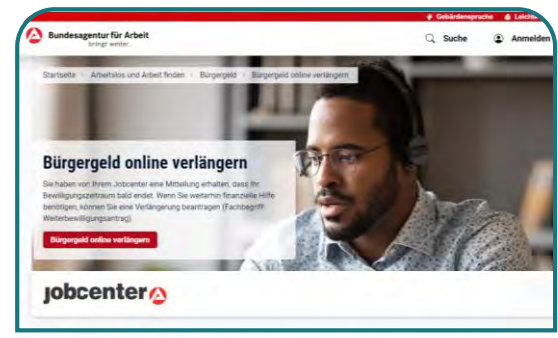 Gebärdensprache Leicht
Bundesagentur für Arbeit
bringt weiter.
Suche Anmelden
Startseite Arbeitslos und Arbeit finden Bürgergeld Bürgergeld online verlängern
Bürgergeld online verlängern
Sie haben von Ihrem Jobcenter eine Mitteilung erhalten, dass Ihr
Bewilligungszeitraum bald endet. Wenn Sie weiterhin finanzielle Hilfe
benötigen, können Sie eine Verlängerung beantragen (Fachbegriff:
Weiterbewilligungsantrag).
Bürgergeld online verlängern
jobcenter